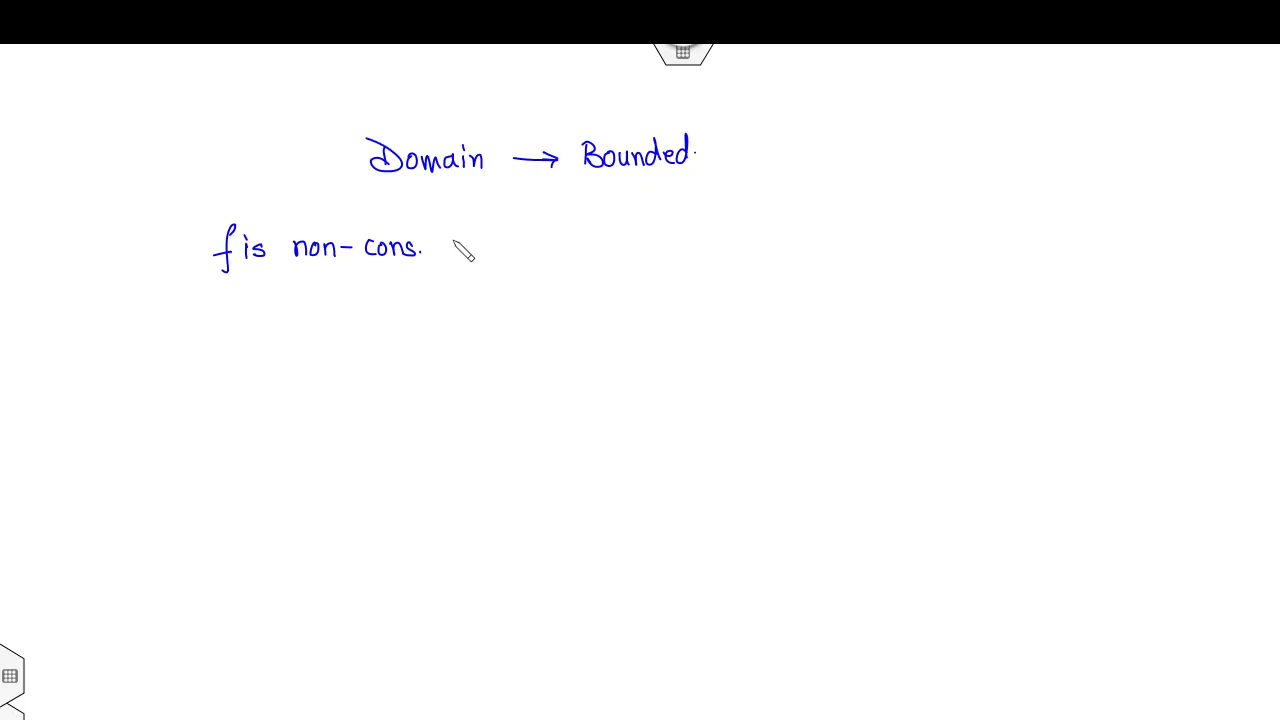 Domain → Bounded.
f is non-cons.